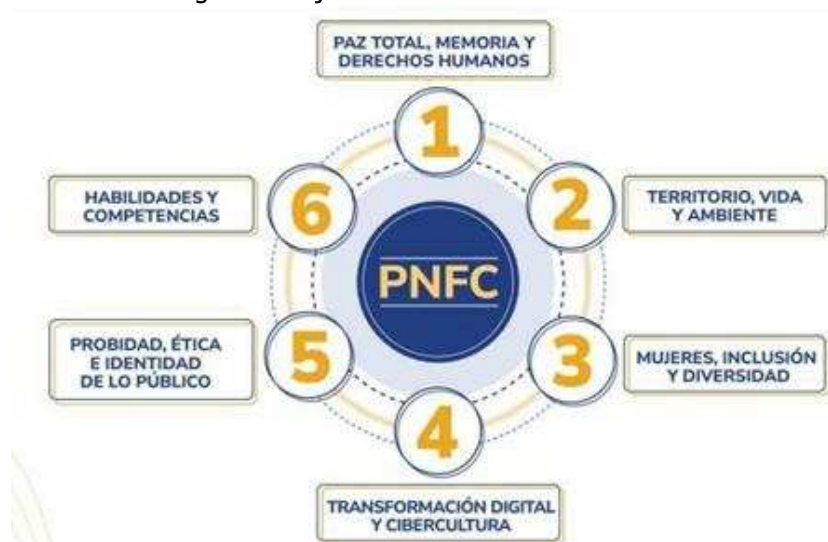 PAZ TOTAL, MEMORIA Y
DERECHOS HUMANOS
1
HABILIDADES Y
COMPETENCIAS
6
2
TERRITORIO, VIDA
Y AMBIENTE
PNFC
PROBIDAD, ÉTICA
E IDENTIDAD
DE LO PÚBLICO
5
3
MUJERES, INCLUSIÓN
Y DIVERSIDAD
4
TRANSFORMACIÓN DIGITAL
Y CIBERCULTURA